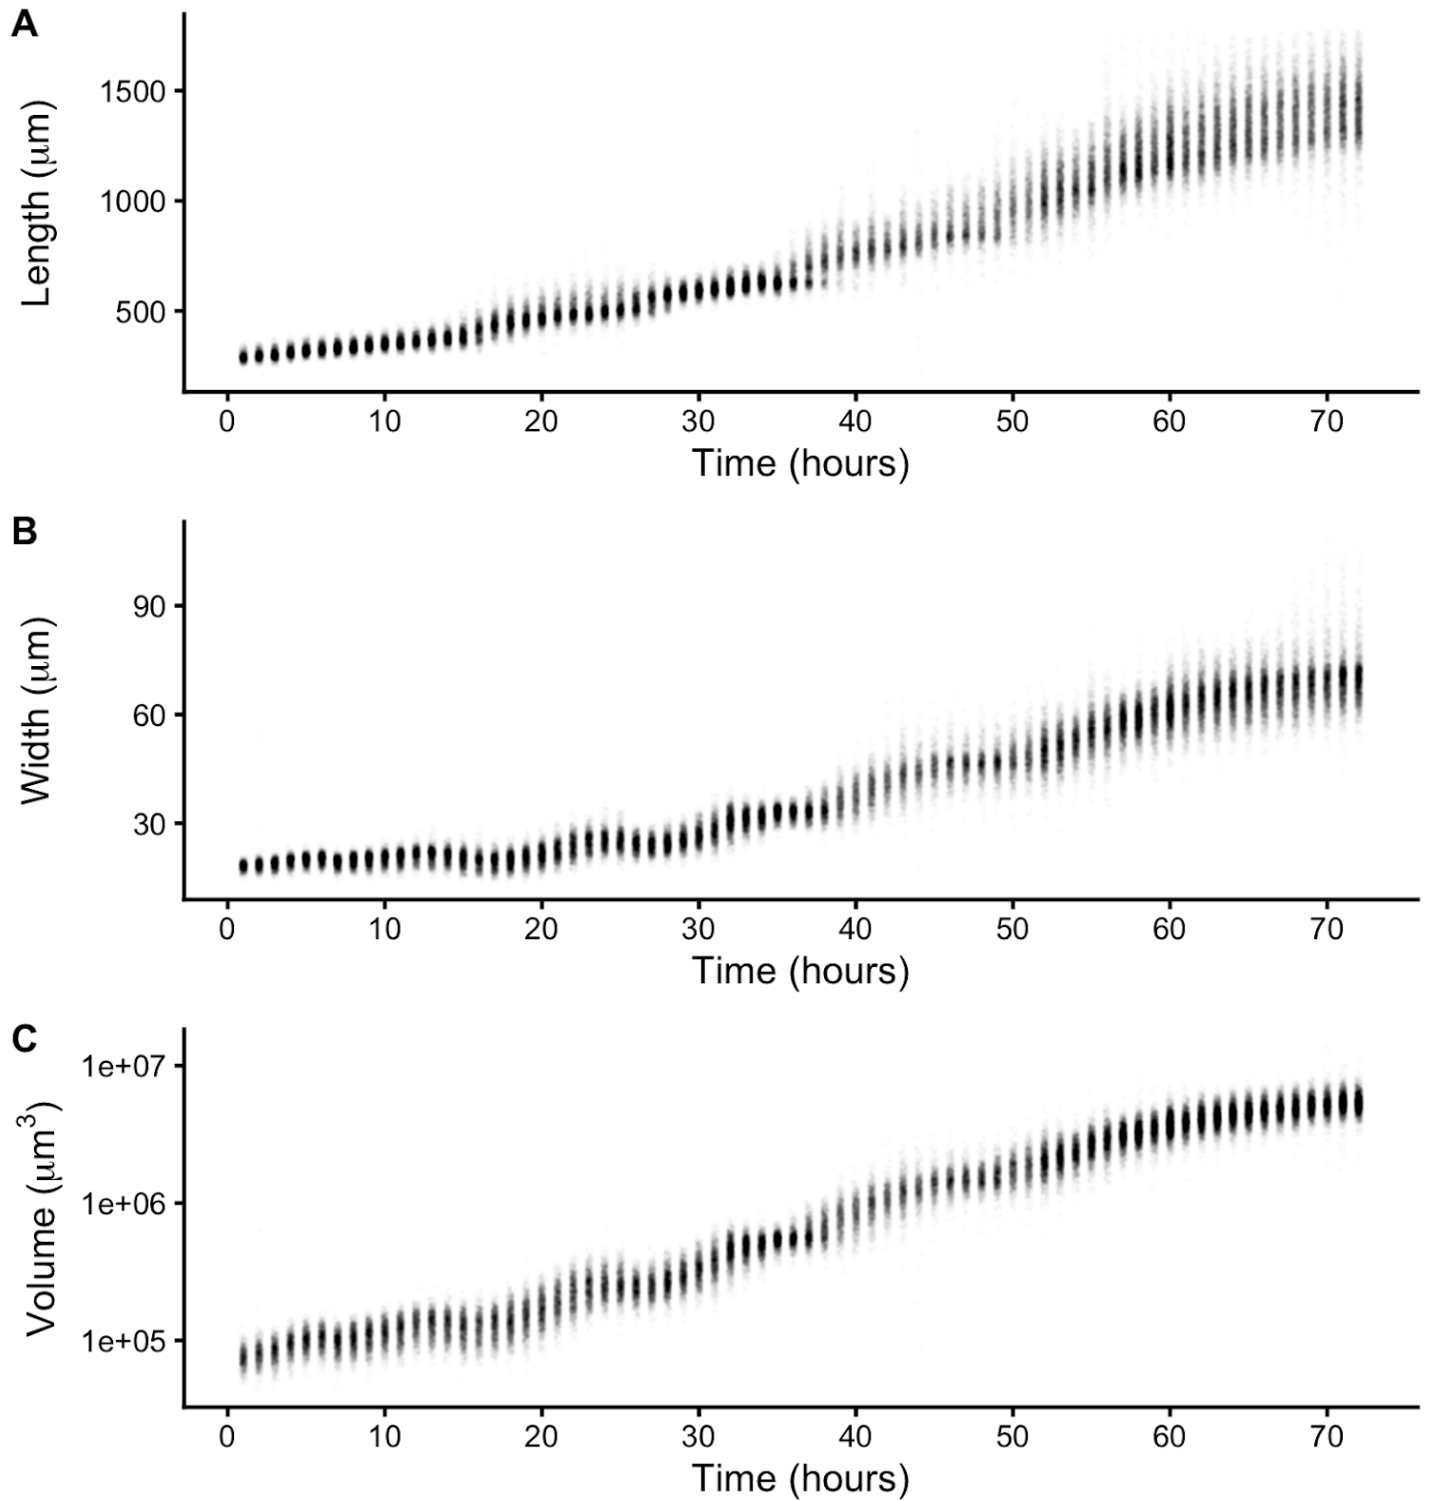 A
Length (μm)
1500
1000
500
0 10 20 30 40 50 60 70
Time (hours)
B
Width (μm)
90
60
30
0 10 20 30 40 50 60 70
Time (hours)
C
Volume (μm³)
1e+07
1e+06
1e+05
0 10 20 30 40 50 60 70
Time (hours)